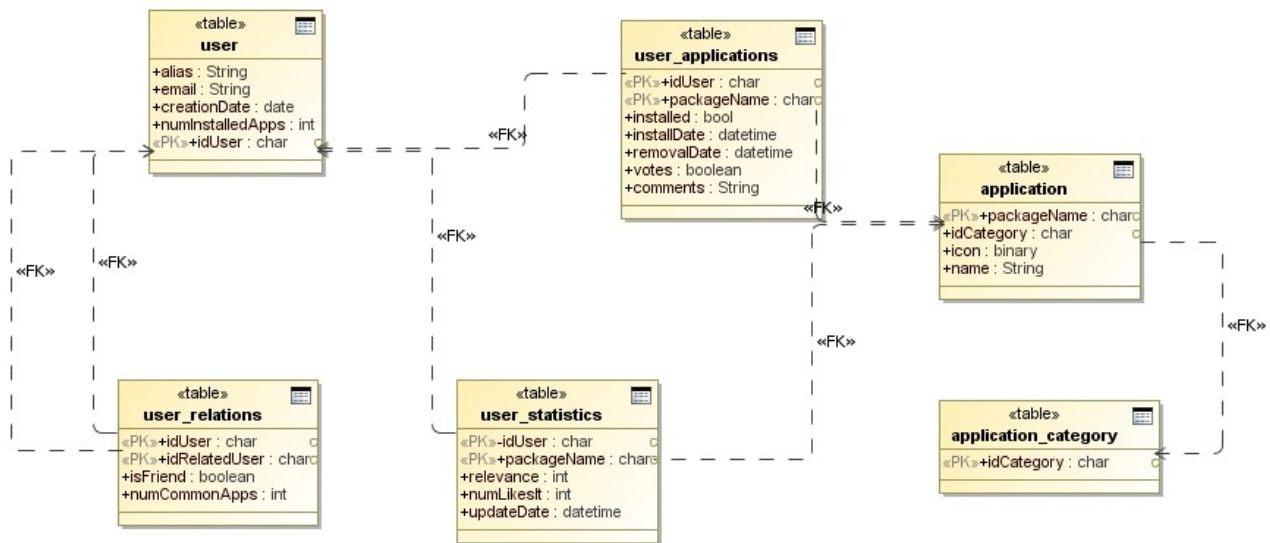 «table»
user
+alias : String
+email : String
+creationDate : date
+numInstalledApps : int
«PK»+idUser : char
«table»
user_applications
«PK»+idUser : char
«PK»+packageName : char
+installed : bool
+installDate : datetime
+removalDate : datetime
+votes : boolean
+comments : String
«FK»
«FK»
«table»
application
«PK»+packageName : char
+idCategory : char
+icon : binary
+name : String
«FK»
«FK»
«FK»
«FK»
«FK»
«table»
user_relations
«PK»+idUser : char
«PK»+idRelatedUser : char
+isFriend : boolean
+numCommonApps : int
«table»
user_statistics
«PK»-idUser : char
«PK»+packageName : char
+relevance : int
+numLikesIt : int
+updateDate : datetime
«table»
application_category
«PK»+idCategory : char